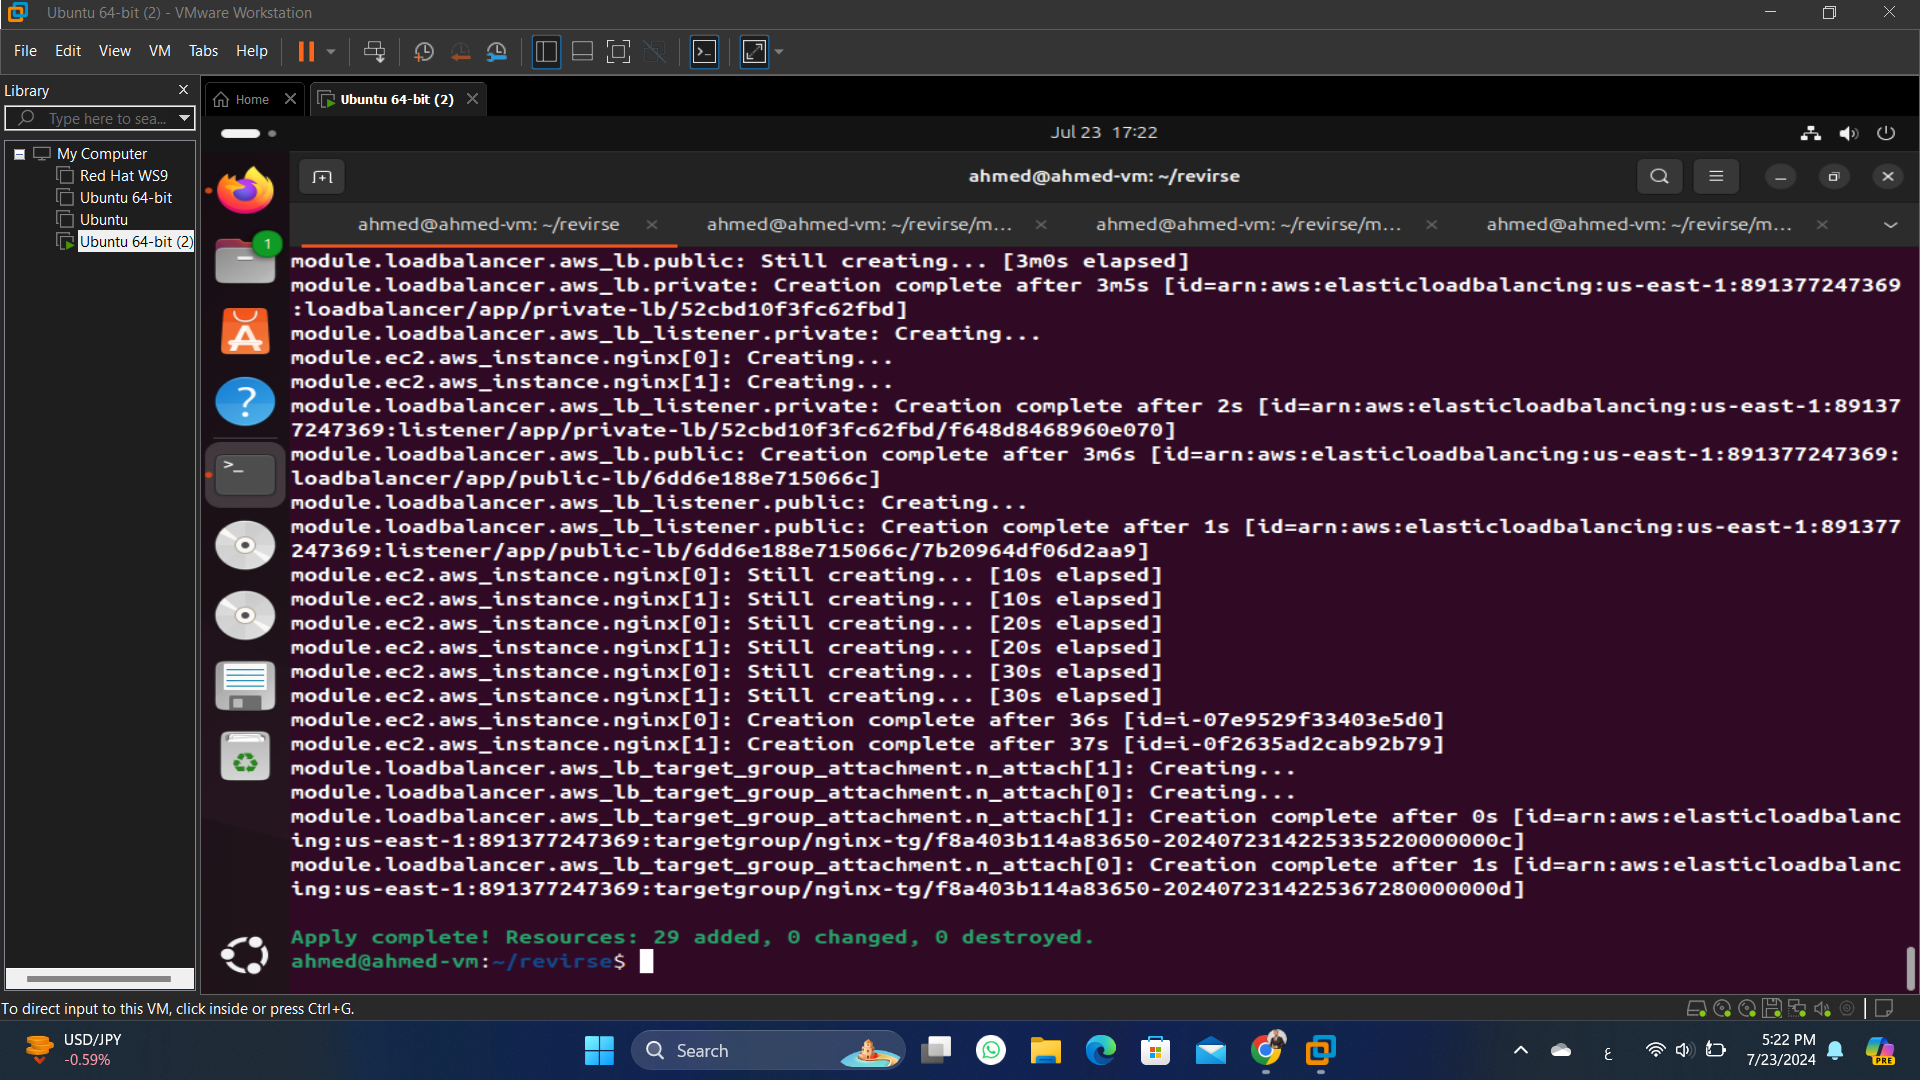 Ubuntu 64-bit (2) - VMware Workstation
File Edit View VM Tabs Help
Library
Type here to sea...
My Computer
Red Hat WS9
Ubuntu 64-bit
Ubuntu
Ubuntu 64-bit (2)
Home
Ubuntu 64-bit (2)
Jul 23 17:22
ahmed@ahmed-vm: ~/revirse
ahmed@ahmed-vm: ~/revirse
ahmed@ahmed-vm: ~/revirse/m...
ahmed@ahmed-vm: ~/revirse/m...
ahmed@ahmed-vm: ~/revirse/m...
1
module.loadbalancer.aws_lb.public: Still creating... [3m0s elapsed]
module.loadbalancer.aws_lb.private: Creation complete after 3m5s [id=arn:aws:elasticloadbalancing:us-east-1:891377247369
:loadbalancer/app/private-lb/52cbd10f3fc62fbd]
module.loadbalancer.aws_lb_listener.private: Creating...
module.ec2.aws_instance.nginx[0]: Creating...
module.ec2.aws_instance.nginx[1]: Creating...
module.loadbalancer.aws_lb_listener.private: Creation complete after 2s [id=arn:aws:elasticloadbalancing:us-east-1:89137
7247369:listener/app/private-lb/52cbd10f3fc62fbd/f648d8468960e070]
module.loadbalancer.aws_lb.public: Creation complete after 3m6s [id=arn:aws:elasticloadbalancing:us-east-1:891377247369:
loadbalancer/app/public-lb/6dd6e188e715066c]
module.loadbalancer.aws_lb_listener.public: Creating...
module.loadbalancer.aws_lb_listener.public: Creation complete after 1s [id=arn:aws:elasticloadbalancing:us-east-1:891377
247369:listener/app/public-lb/6dd6e188e715066c/7b20964df06d2aa9]
module.ec2.aws_instance.nginx[0]: Still creating... [10s elapsed]
module.ec2.aws_instance.nginx[1]: Still creating... [10s elapsed]
module.ec2.aws_instance.nginx[0]: Still creating... [20s elapsed]
module.ec2.aws_instance.nginx[1]: Still creating... [20s elapsed]
module.ec2.aws_instance.nginx[0]: Still creating... [30s elapsed]
module.ec2.aws_instance.nginx[1]: Still creating... [30s elapsed]
module.ec2.aws_instance.nginx[0]: Creation complete after 36s [id=i-07e9529f33403e5d0]
module.ec2.aws_instance.nginx[1]: Creation complete after 37s [id=i-0f2635ad2cab92b79]
module.loadbalancer.aws_lb_target_group_attachment.n_attach[1]: Creating...
module.loadbalancer.aws_lb_target_group_attachment.n_attach[0]: Creating...
module.loadbalancer.aws_lb_target_group_attachment.n_attach[1]: Creation complete after 0s [id=arn:aws:elasticloadbalanc
ing:us-east-1:891377247369:targetgroup/nginx-tg/f8a403b114a83650-20240723142253352200000000c]
module.loadbalancer.aws_lb_target_group_attachment.n_attach[0]: Creation complete after 1s [id=arn:aws:elasticloadbalanc
ing:us-east-1:891377247369:targetgroup/nginx-tg/f8a403b114a83650-20240723142253672800000000d]
Apply complete! Resources: 29 added, 0 changed, 0 destroyed.
ahmed@ahmed-vm:~/revirse$
To direct input to this VM, click inside or press Ctrl+G.
USD/JPY
-0.59%
Search
ع
5:22 PM
7/23/2024
PRE